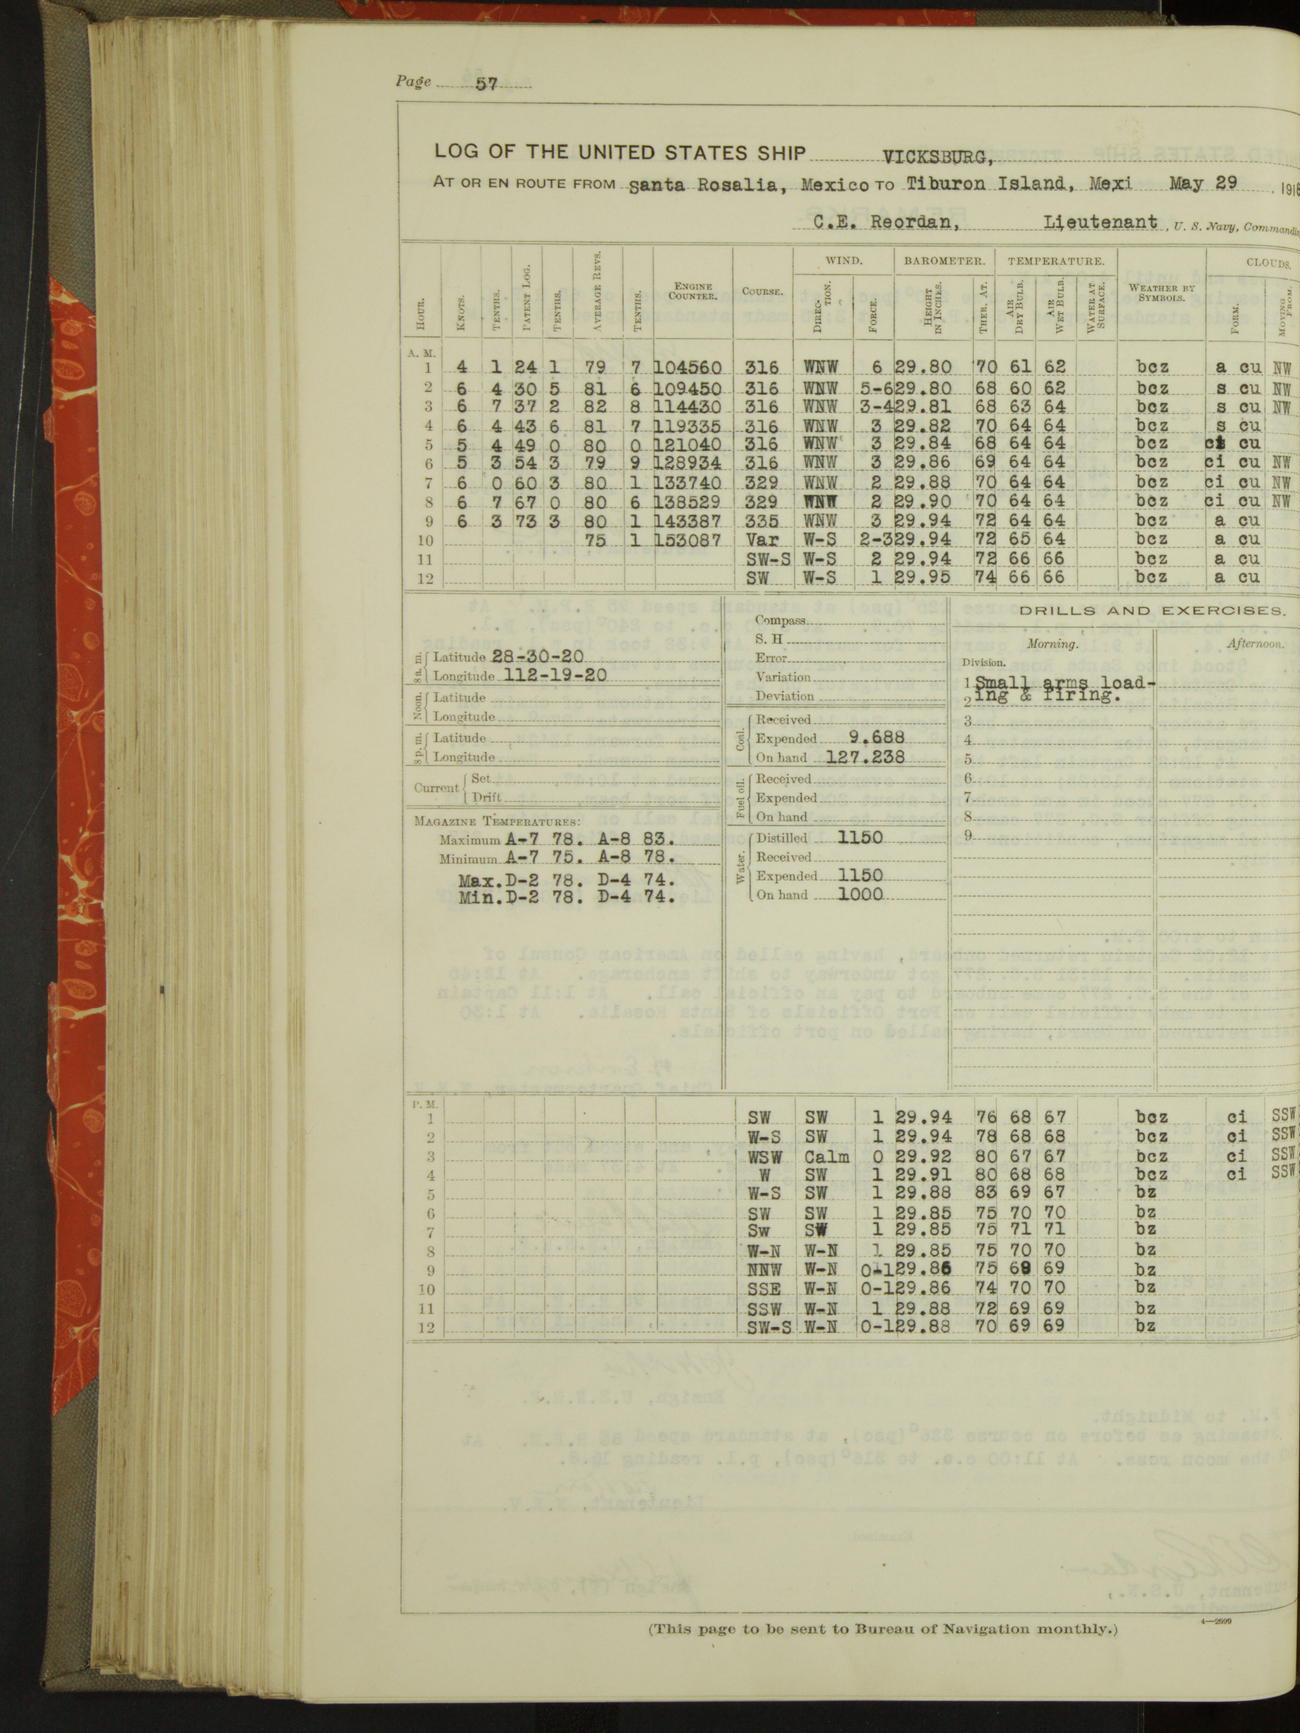 Page 57
LOG OF THE UNITED STATES SHIP VICKSBURG,
AT OR EN ROUTE FROM Santa Rosalia, Mexico TO Tiburon Island, Mexi May 29, 191
C.E. Reordan, Lieutenant, U. S. Navy, Commandin
HOUR. KNOTS. TENTHS. PATENT LOG. TENTHS. AVERAGE REVS. TENTHS. ENGINE COUNTER. COURSE. WIND. DIRECTION. FORCE. BAROMETER. HEIGHT IN INCHES. THER. AT. TEMPERATURE. AIR DRY BULB. AIR WET BULB. WATER AT SURFACE. WEATHER BY SYMBOLS. CLOUDS. FORM. MOVING FROM.
A. M.
1 4 1 24 1 79 7 104560 316 WNW 6 29.80 70 61 62 bcz a cu NW
2 6 4 30 5 81 6 109450 316 WNW 5-6 29.80 68 60 62 bcz s cu NW
3 6 7 37 2 82 8 114430 316 WNW 3-4 29.81 68 63 64 bcz s cu NW
4 6 4 43 6 81 7 119335 316 WNW 3 29.82 70 64 64 bcz s cu
5 5 4 49 0 80 0 121040 316 WNW 3 29.84 68 64 64 bcz ci cu
6 5 3 54 3 79 9 128934 316 WNW 3 29.86 69 64 64 bcz ci cu NW
7 6 0 60 3 80 1 133740 329 WNW 2 29.88 70 64 64 bcz ci cu NW
8 6 7 67 0 80 6 138529 329 WNW 2 29.90 70 64 64 bcz ci cu NW
9 6 3 73 3 80 1 143387 335 WNW 3 29.94 72 64 64 bcz a cu
10 75 1 153087 Var W-S 2-3 29.94 72 65 64 bcz a cu
11 SW-S W-S 2 29.94 72 66 66 bcz a cu
12 SW W-S 1 29.95 74 66 66 bcz a cu
8 a. m. Latitude 28-30-20
Longitude 112-19-20
Noon. Latitude
Longitude
8 p. m. Latitude
Longitude
Current Set
Drift
MAGAZINE TEMPERATURES:
Maximum A-7 78. A-8 83.
Minimum A-7 75. A-8 78.
Max. D-2 78. D-4 74.
Min. D-2 78. D-4 74.
Compass
S. H
Error
Variation
Deviation
Coal. Received
Expended 9.688
On hand 127.238
Fuel oil. Received
Expended
On hand
Water. Distilled 1150
Received
Expended 1150
On hand 1000
DRILLS AND EXERCISES.
Morning. Afternoon.
Division.
1 Small arms load-
2 ing & firing.
3
4
5
6
7
8
9
P. M.
1 SW SW 1 29.94 76 68 67 bcz ci SSW
2 W-S SW 1 29.94 78 68 68 bcz ci SSW
3 WSW Calm 0 29.92 80 67 67 bcz ci SSW
4 W SW 1 29.91 80 68 68 bcz ci SSW
5 W-S SW 1 29.88 83 69 67 bz
6 SW SW 1 29.85 75 70 70 bz
7 Sw SW 1 29.85 75 71 71 bz
8 W-N W-N 1 29.85 75 70 70 bz
9 NNW W-N 0-1 29.86 75 69 69 bz
10 SSE W-N 0-1 29.86 74 70 70 bz
11 SSW W-N 1 29.88 72 69 69 bz
12 SW-S W-N 0-1 29.88 70 69 69 bz
(This page to be sent to Bureau of Navigation monthly.)
4—2699